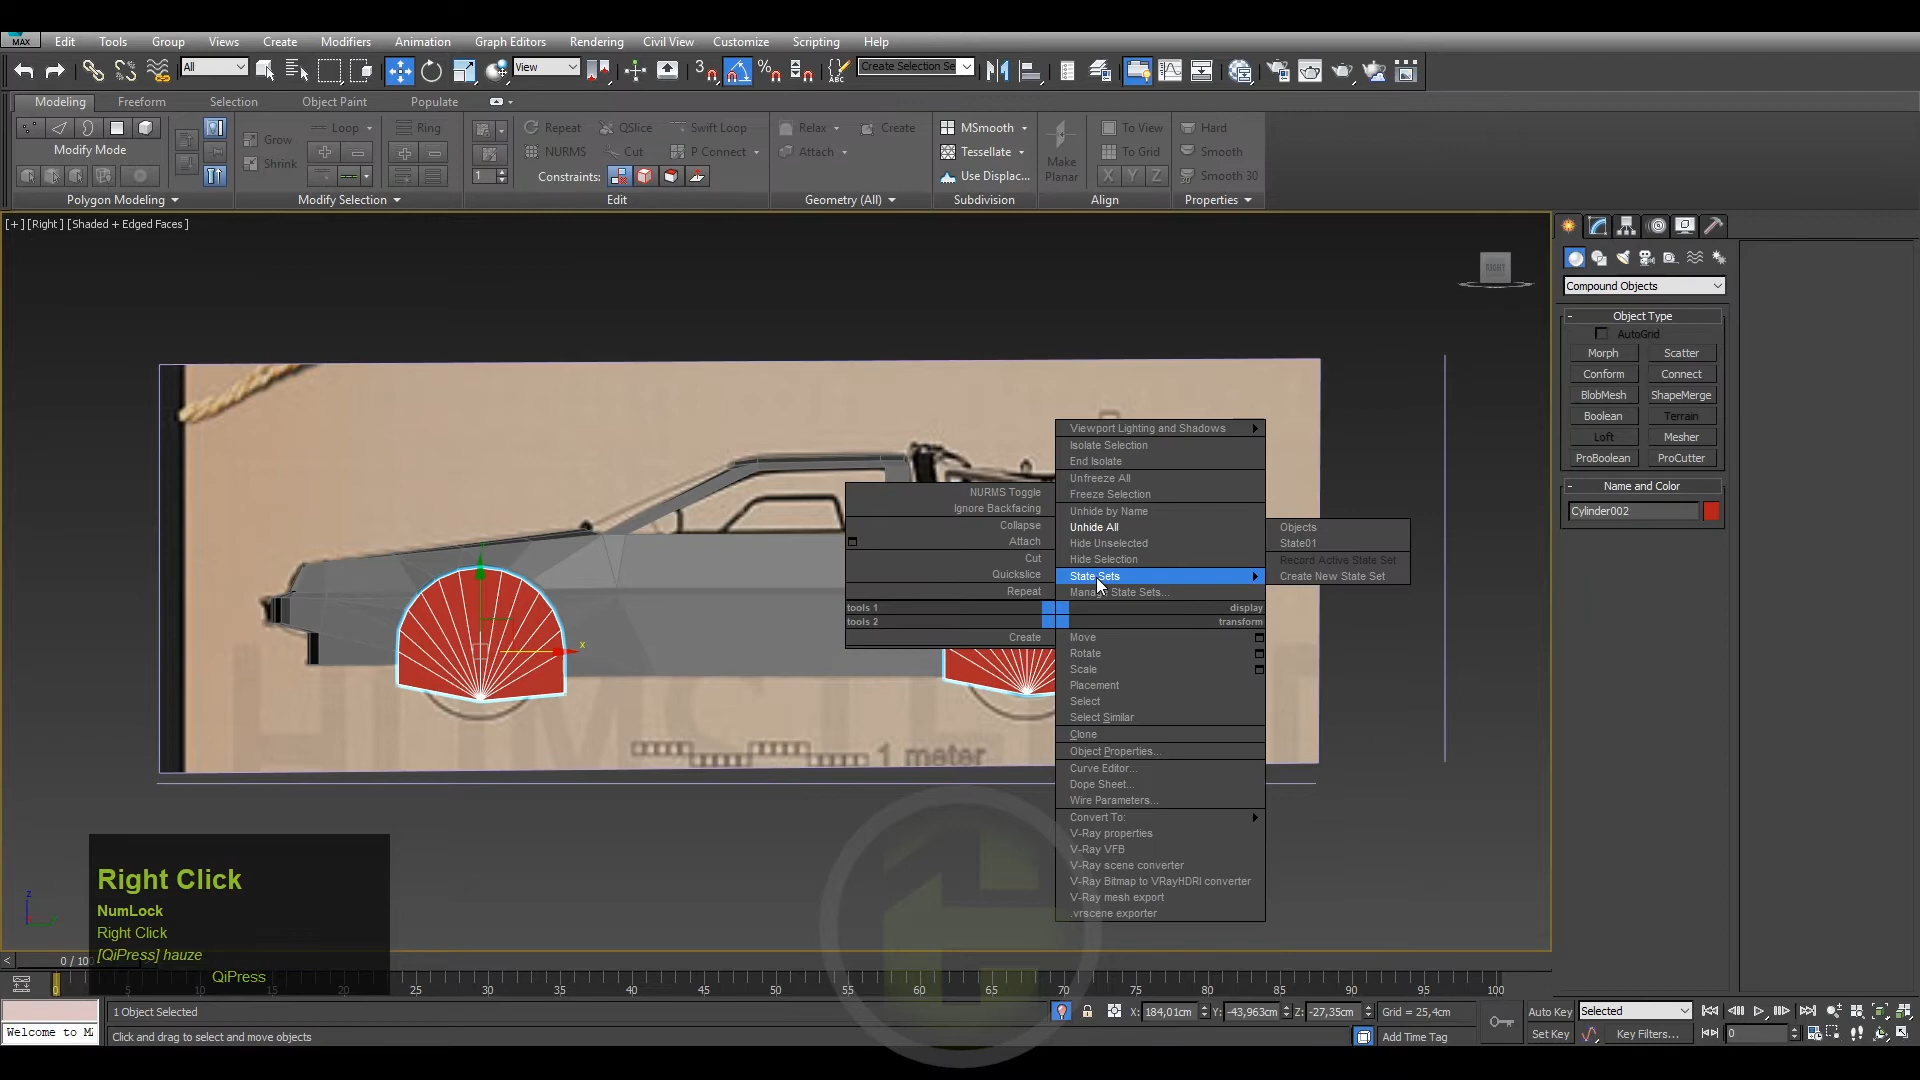 MAX
Edit Tools Group Views Create Modifiers Animation Graph Editors Rendering Civil View Customize Scripting Help
All View 3 ABC Create Selection Se
Modeling Freeform Selection Object Paint Populate
Modify Mode
Grow
Shrink
Loop Ring
1
Repeat QSlice Swift Loop
NURMS Cut P Connect
Constraints:
Relax Create
Attach
MSmooth
Tessellate
Use Displac...
Make
Planar
To View
To Grid
X Y Z
Hard
Smooth
Smooth 30
Polygon Modeling Modify Selection Edit Geometry (All) Subdivision Align Properties
[+] [Right] [Shaded + Edged Faces]
RIGHT
Compound Objects
- Object Type
AutoGrid
Morph Scatter
Conform Connect
BlobMesh ShapeMerge
Boolean Terrain
Loft Mesher
ProBoolean ProCutter
- Name and Color
Cylinder002
NURMS Toggle
Ignore Backfacing
Collapse
Attach
Cut
Quickslice
Repeat
tools 1
tools 2
Create
Viewport Lighting and Shadows
Isolate Selection
End Isolate
Unfreeze All
Freeze Selection
Unhide by Name
Unhide All
Hide Unselected
Hide Selection
State Sets
Manage State Sets...
display
transform
Move
Rotate
Scale
Placement
Select
Select Similar
Clone
Object Properties...
Curve Editor...
Dope Sheet...
Wire Parameters...
Convert To:
V-Ray properties
V-Ray VFB
V-Ray scene converter
V-Ray Bitmap to VRayHDRI converter
V-Ray mesh export
.vrscene exporter
Objects
State01
Record Active State Set
Create New State Set
x
1 meter
z
Right Click
NumLock
Right Click
[QiPress] hauze
QiPress
0 / 100
0 5 10 15 20 25 30 35 40 45 50 55 60 65 70 75 80 85 90 95 100
1 Object Selected
X: 184,01cm Y: -43,963cm Z: -27,35cm Grid = 25,4cm
Auto Key Selected
Welcome to M
Click and drag to select and move objects
Add Time Tag
Set Key Key Filters... 0